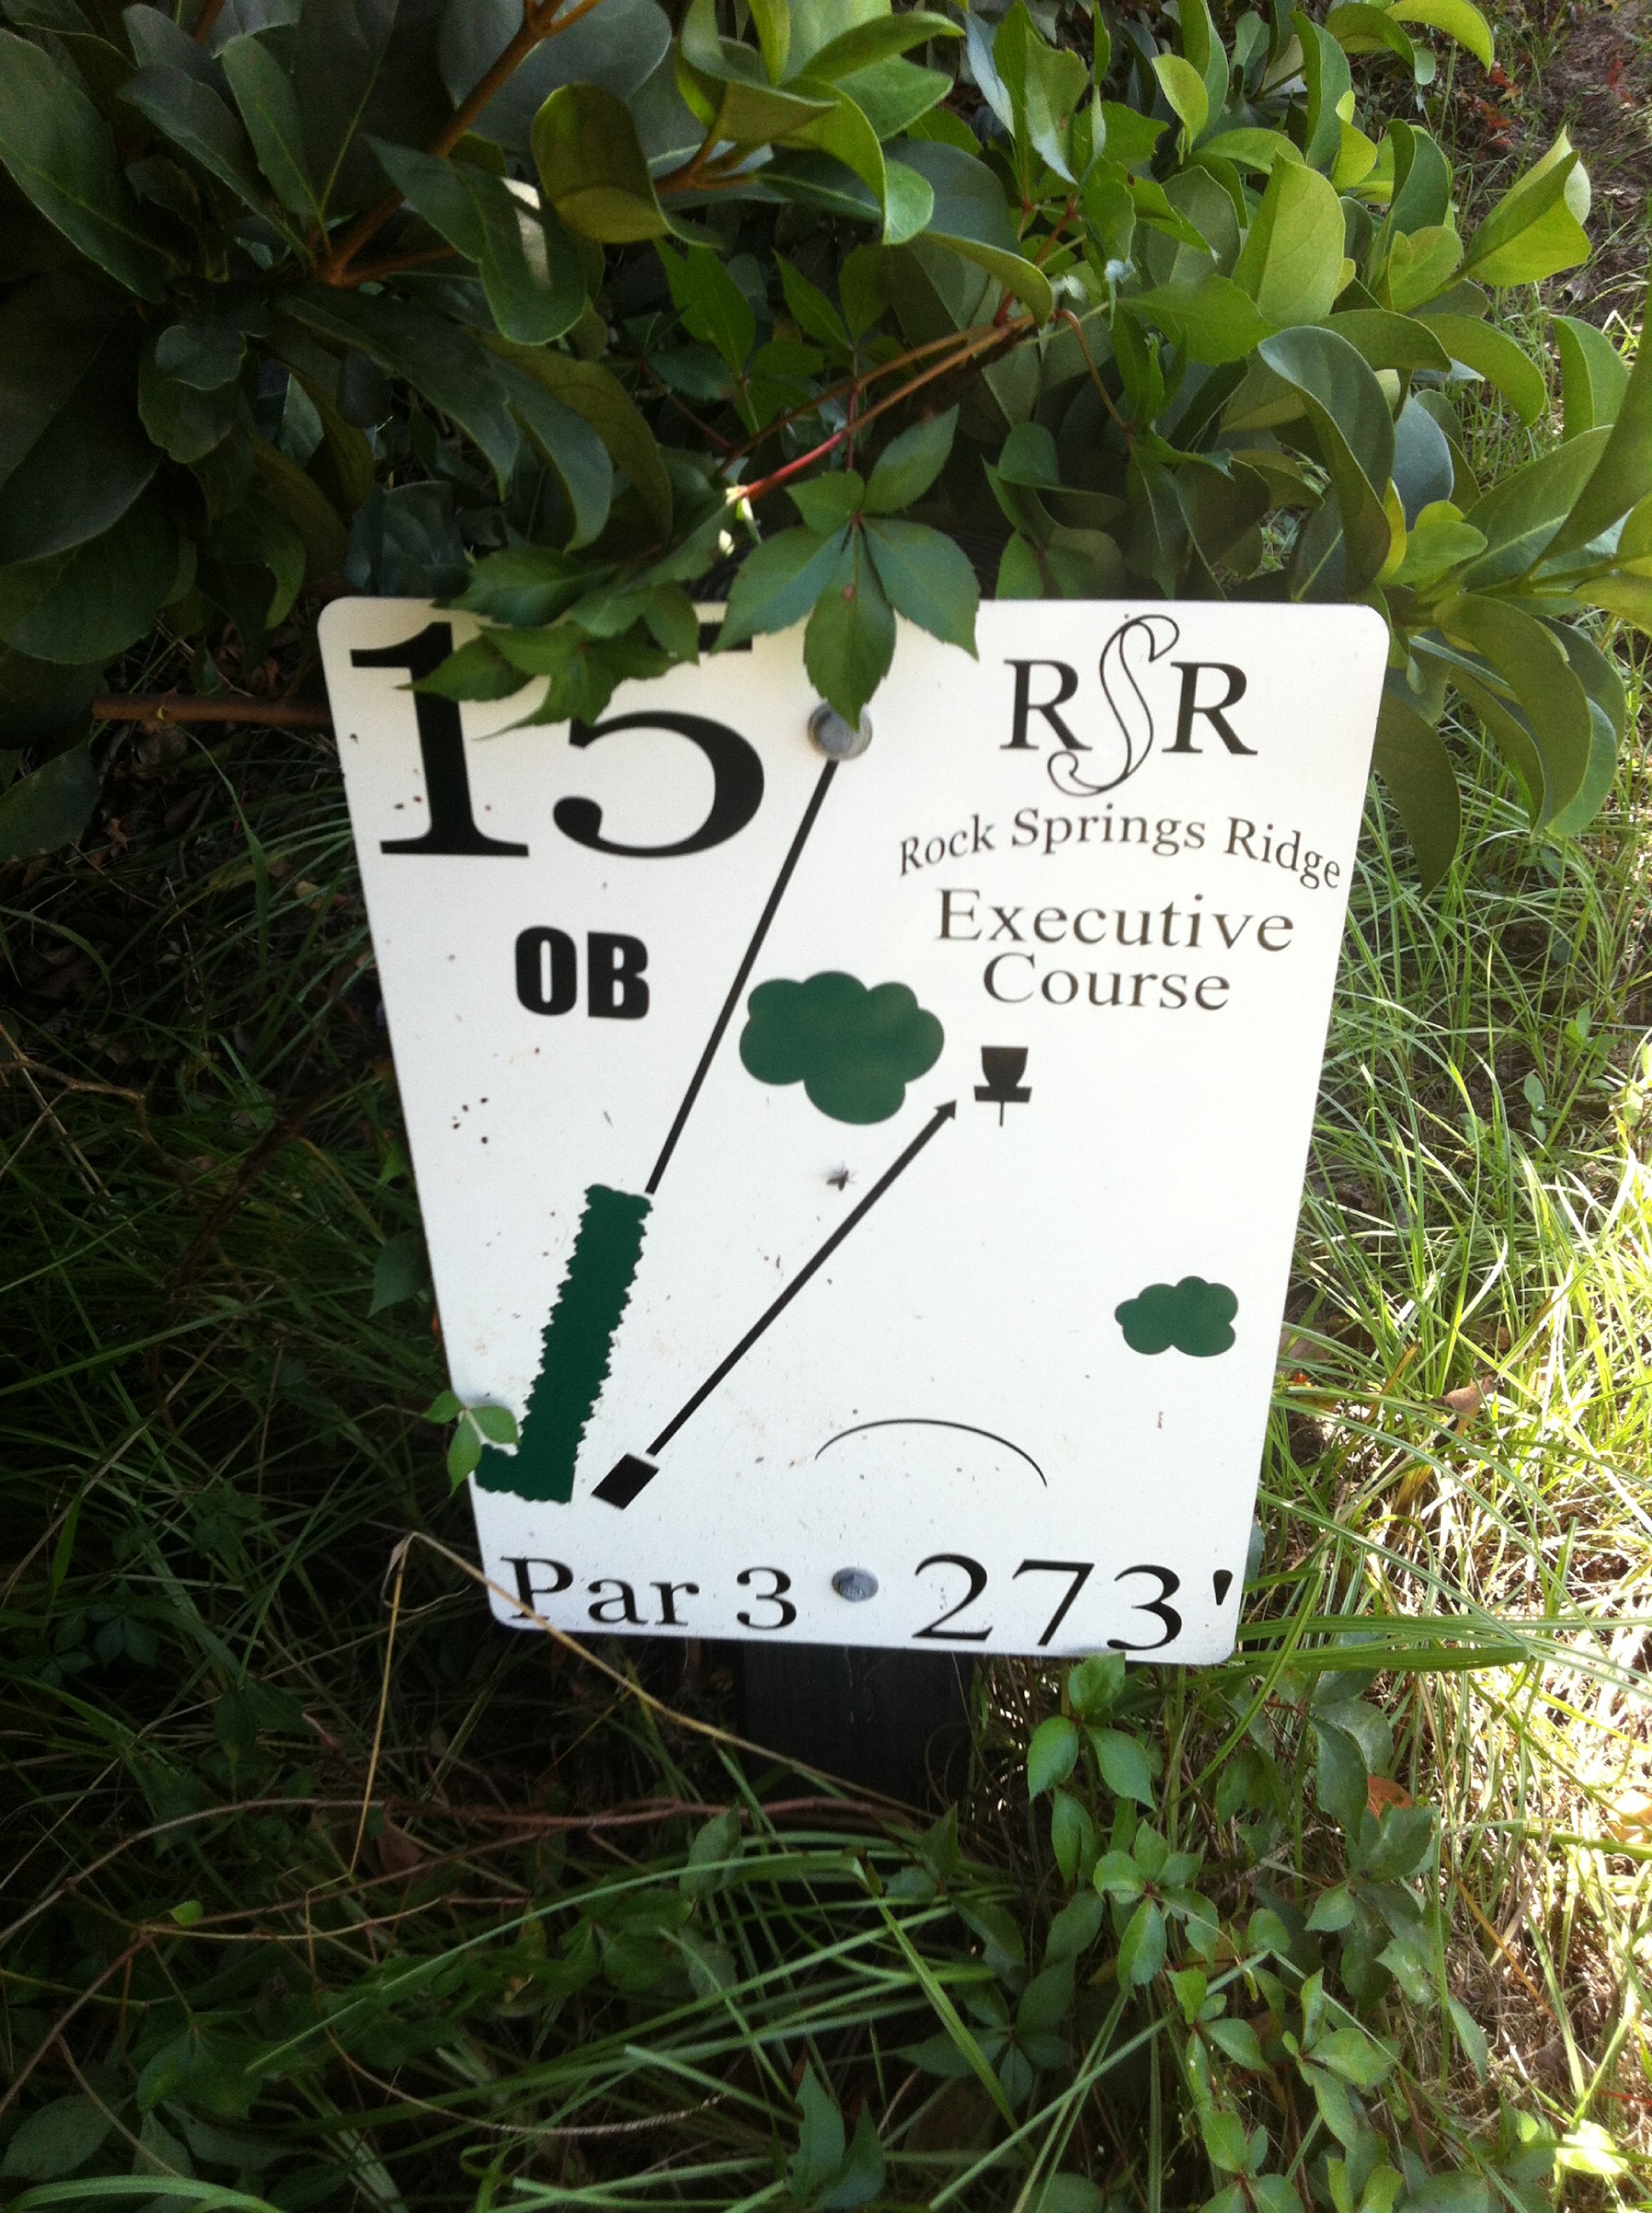 15
RSR
Rock Springs Ridge
Executive
Course
OB
Par 3 273'